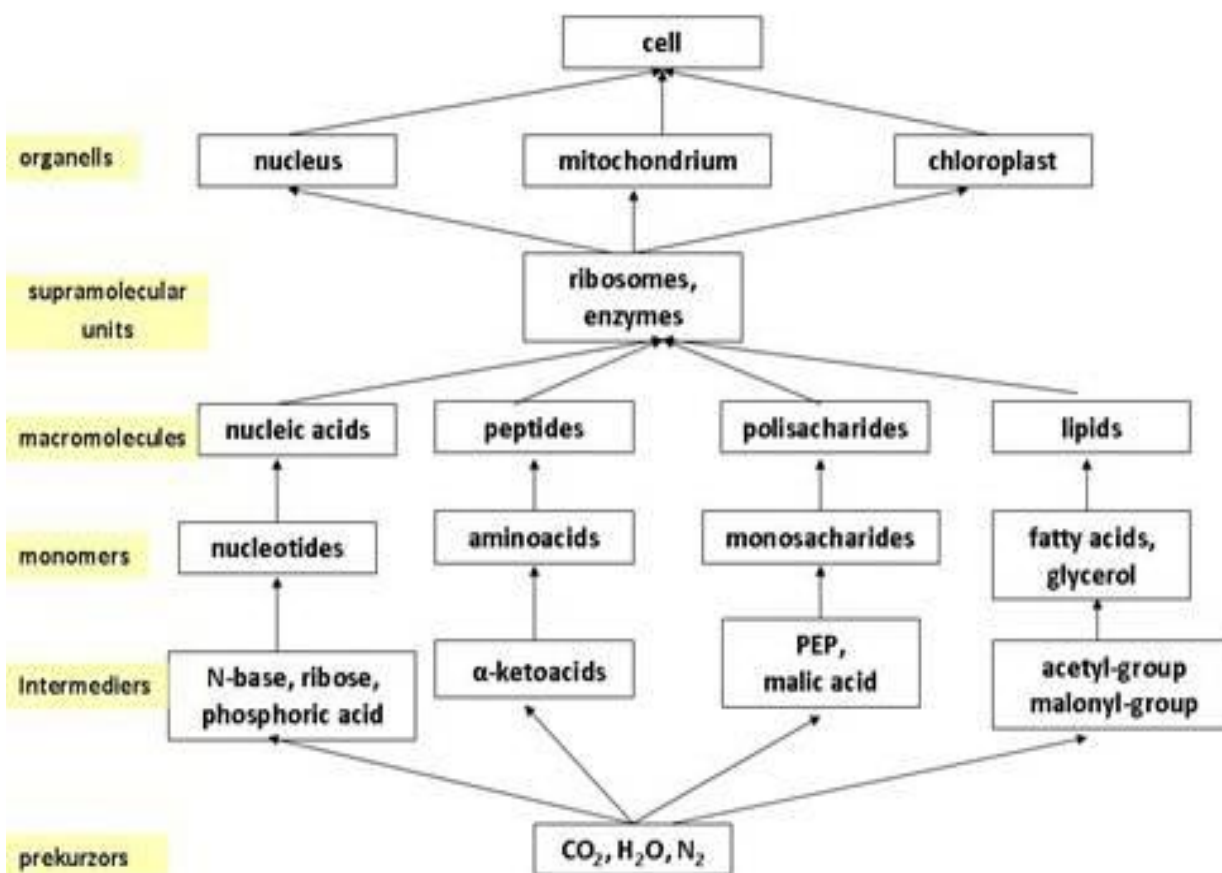 cell
organells
nucleus
mitochondrium
chloroplast
supramolecular
units
ribosomes,
enzymes
macromolecules
nucleic acids
peptides
polisacharides
lipids
monomers
nucleotides
aminoacids
monosacharides
fatty acids,
glycerol
Intermediers
N-base, ribose,
phosphoric acid
α-ketoacids
PEP,
malic acid
acetyl-group
malonyl-group
prekurzors
CO₂, H₂O, N₂